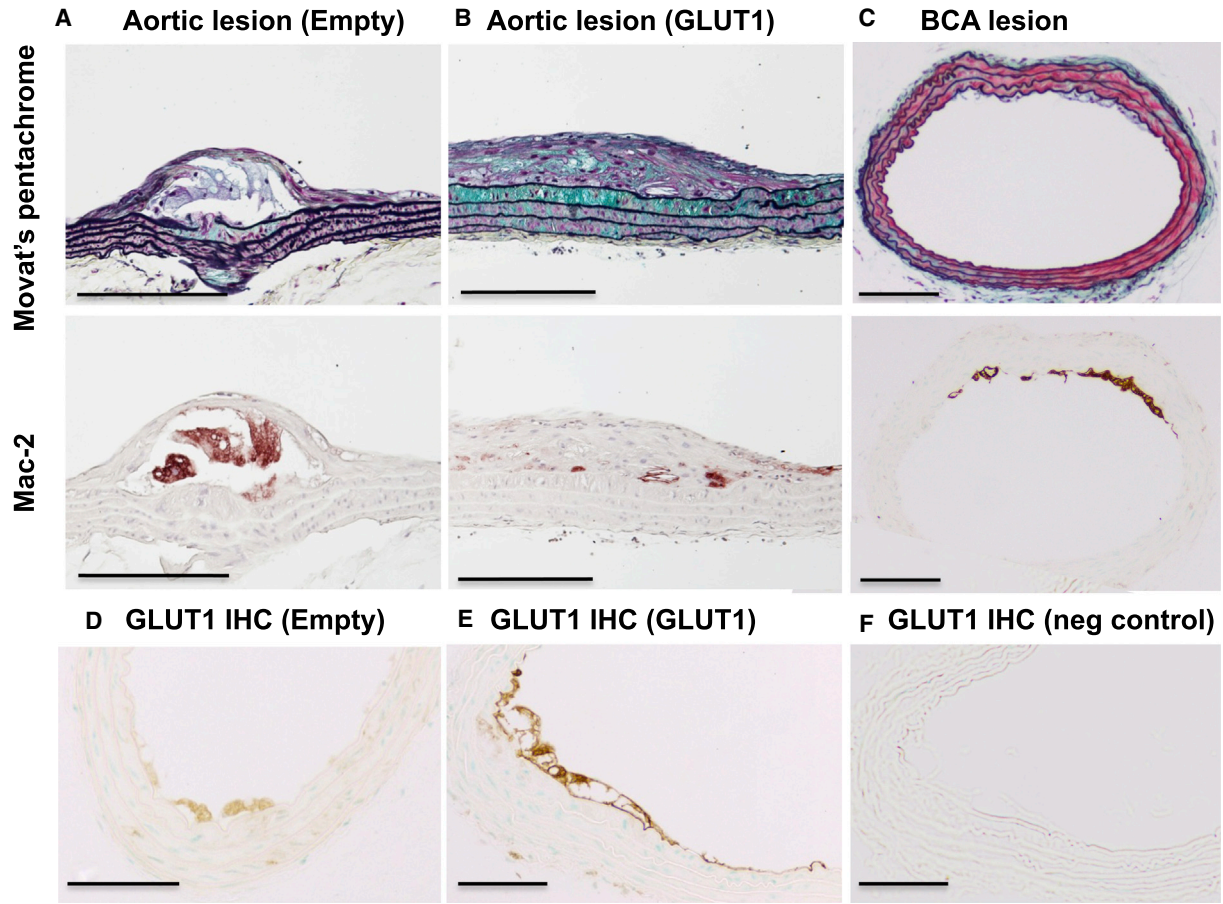 A Aortic lesion (Empty)
B Aortic lesion (GLUT1)
C BCA lesion
Movat's pentachrome
Mac-2
D GLUT1 IHC (Empty)
E GLUT1 IHC (GLUT1)
F GLUT1 IHC (neg control)